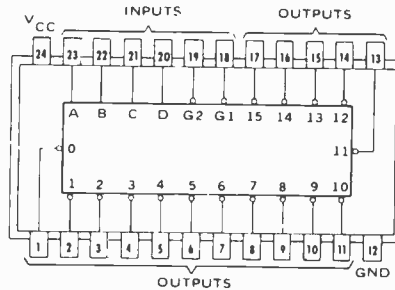 INPUTS OUTPUTS
VCC
24 23 22 21 20 19 18 17 16 15 14 13
A B C D G2 G1 15 14 13 12
0 11
1 2 3 4 5 6 7 8 9 10
1 2 3 4 5 6 7 8 9 10 11 12
OUTPUTS GND